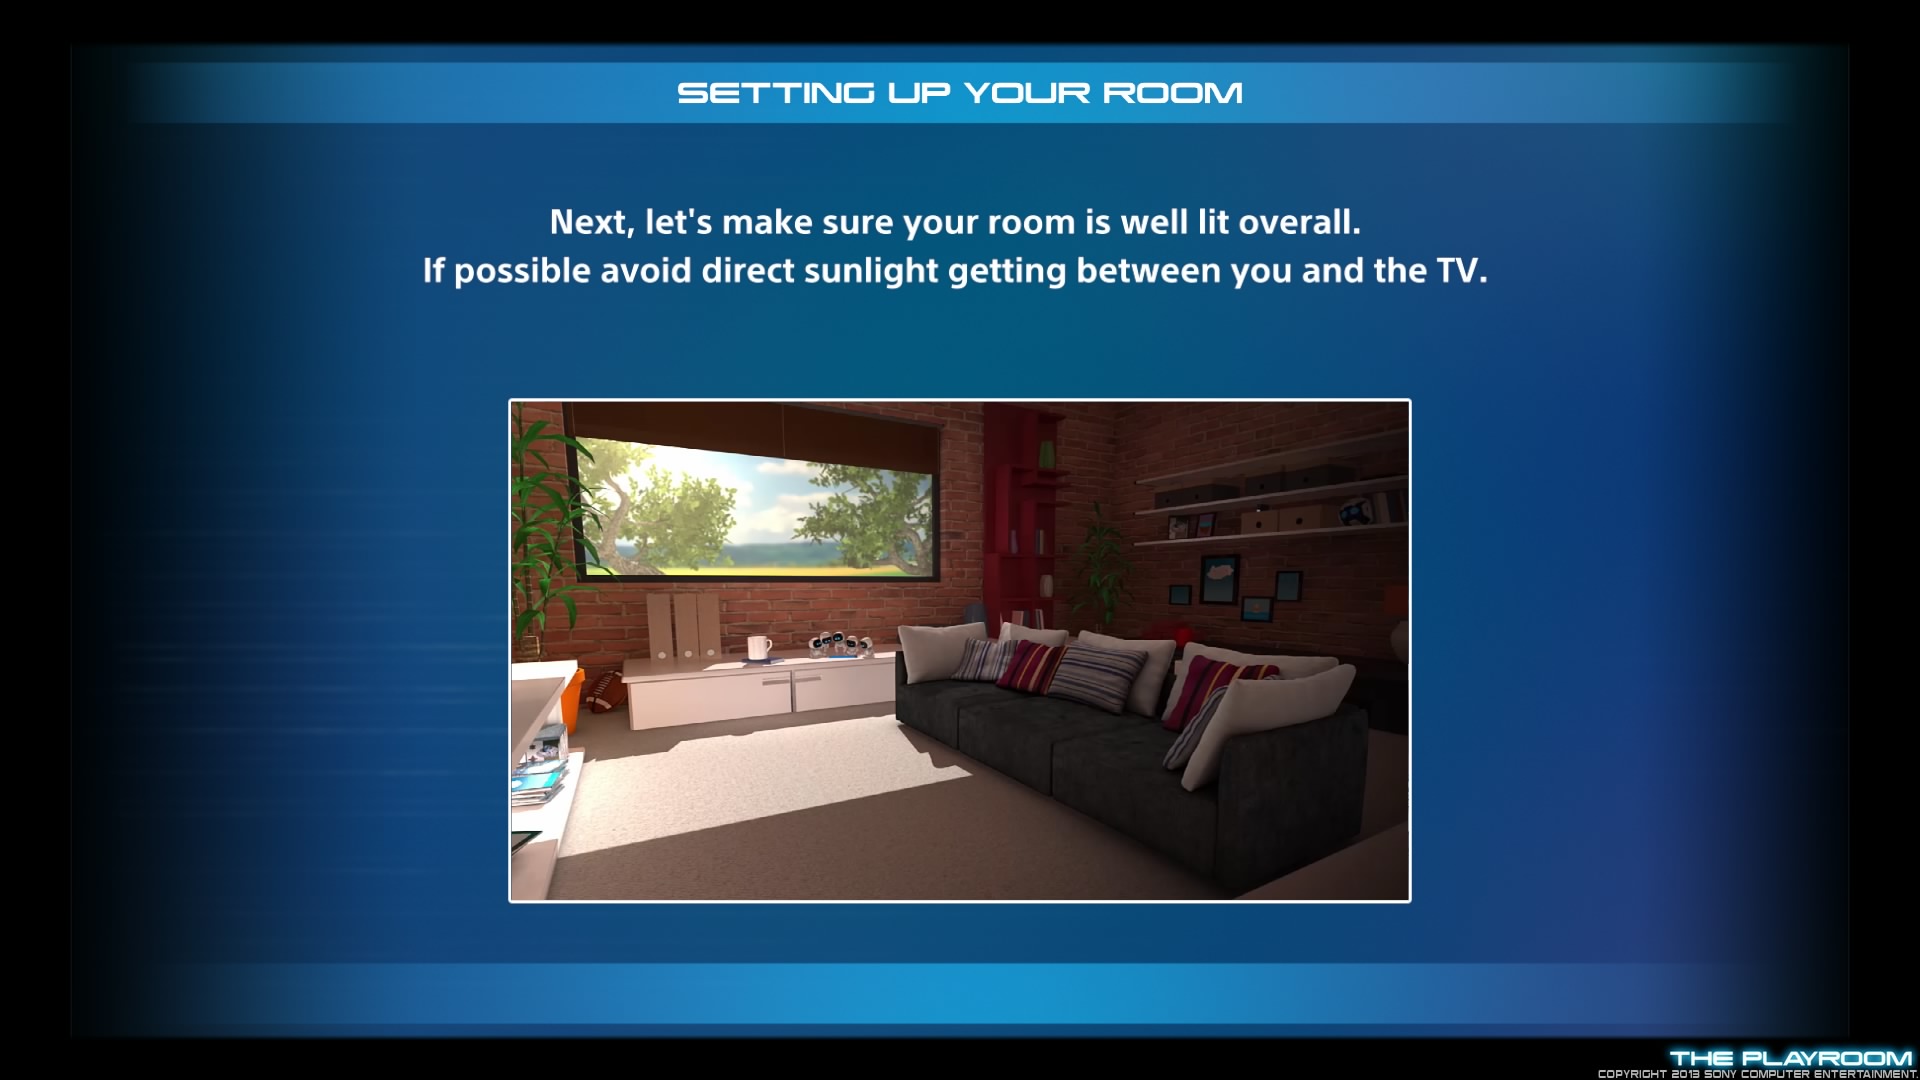 SETTING UP YOUR ROOM
Next, let's make sure your room is well lit overall.
If possible avoid direct sunlight getting between you and the TV.
THE PLAYROOM
COPYRIGHT 2013 SONY COMPUTER ENTERTAINMENT.